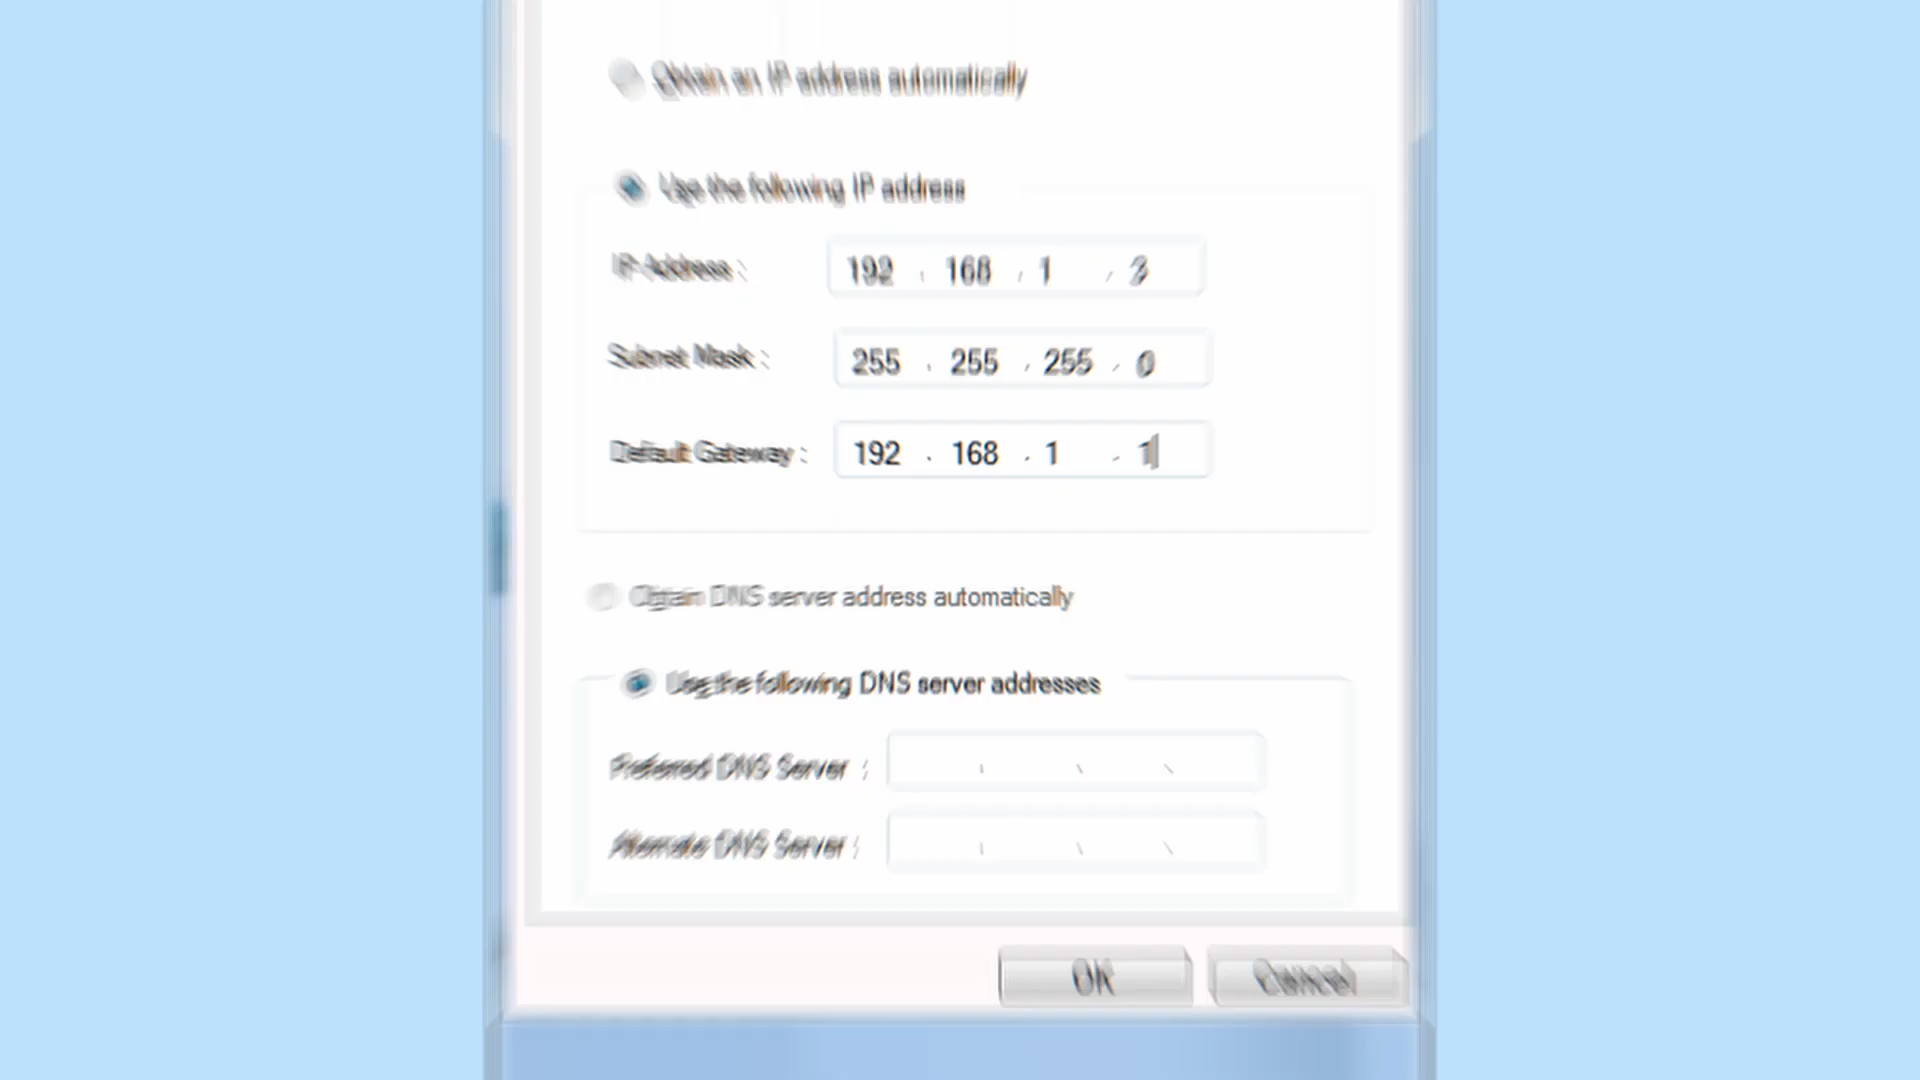 Obtain an IP address automatically
Use the following IP address
IP Address : 192 . 168 . 1 . 3
Subnet Mask : 255 . 255 . 255 . 0
Default Gateway : 192 . 168 . 1 . 1
Obtain DNS server address automatically
Use the following DNS server addresses
Preferred DNS Server : . . .
Alternate DNS Server : . . .
OK Cancel